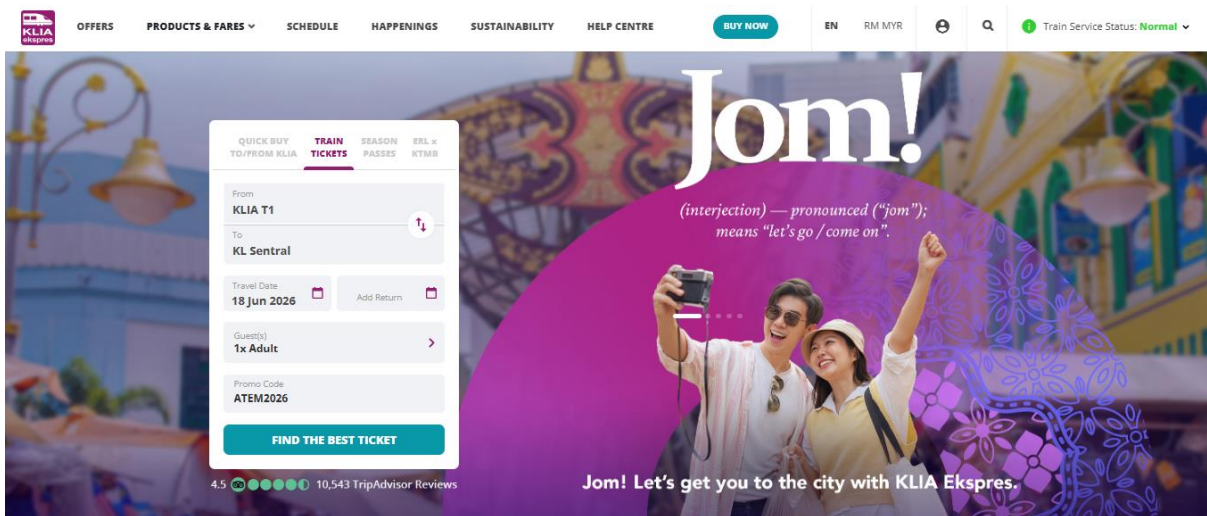 KLIA
ekspres
OFFERS
PRODUCTS & FARES
SCHEDULE
HAPPENINGS
SUSTAINABILITY
HELP CENTRE
BUY NOW
EN
RM MYR
Train Service Status: Normal
QUICK BUY
TO/FROM KLIA
TRAIN
TICKETS
SEASON
PASSES
ERL x
KTMB
From
KLIA T1
To
KL Sentral
Travel Date
18 Jun 2026
Add Return
Guest(s)
1x Adult
Promo Code
ATEM2026
FIND THE BEST TICKET
4.5
10,543 TripAdvisor Reviews
Jom!
(interjection) — pronounced (“jom”);
means “let’s go / come on”.
Jom! Let’s get you to the city with KLIA Ekspres.